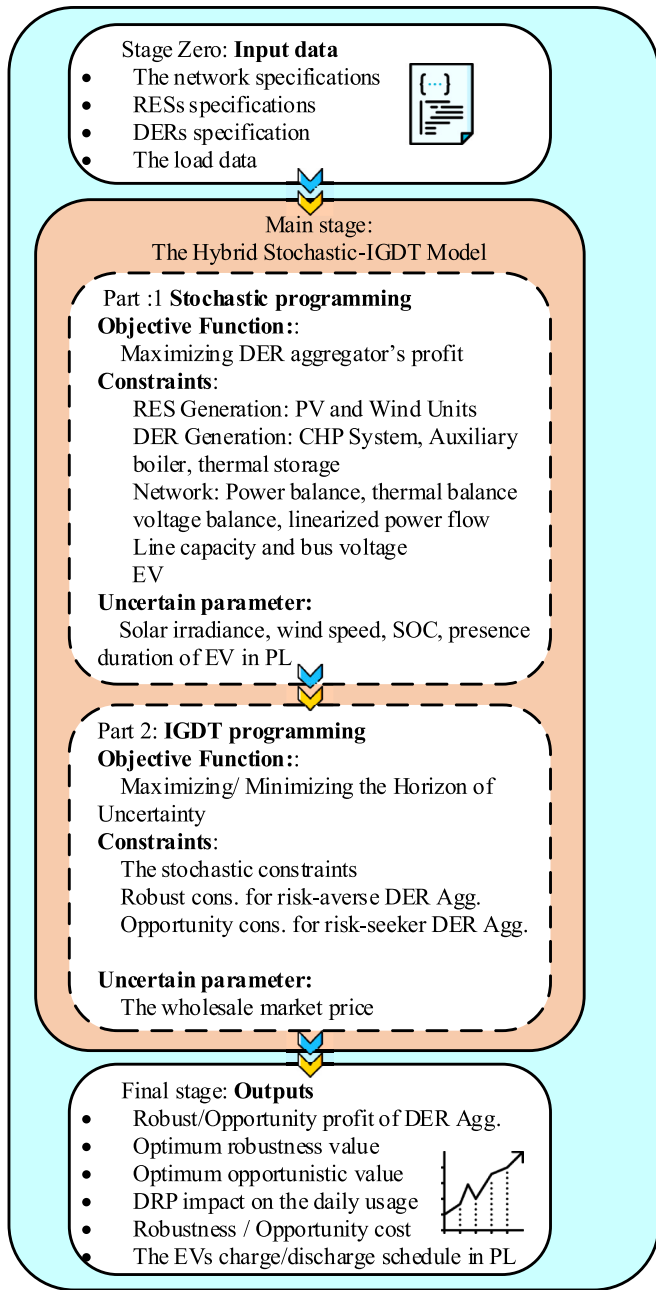 Stage Zero: Input data
• The network specifications
• RESs specifications
• DERs specification
• The load data
{...}
Main stage:
The Hybrid Stochastic-IGDT Model
Part :1 Stochastic programming
Objective Function::
Maximizing DER aggregator's profit
Constraints:
RES Generation: PV and Wind Units
DER Generation: CHP System, Auxiliary
boiler, thermal storage
Network: Power balance, thermal balance
voltage balance, linearized power flow
Line capacity and bus voltage
EV
Uncertain parameter:
Solar irradiance, wind speed, SOC, presence
duration of EV in PL
Part 2: IGDT programming
Objective Function::
Maximizing/ Minimizing the Horizon of
Uncertainty
Constraints:
The stochastic constraints
Robust cons. for risk-averse DER Agg.
Opportunity cons. for risk-seeker DER Agg.
Uncertain parameter:
The wholesale market price
Final stage: Outputs
• Robust/Opportunity profit of DER Agg.
• Optimum robustness value
• Optimum opportunistic value
• DRP impact on the daily usage
• Robustness / Opportunity cost
• The EVs charge/discharge schedule in PL